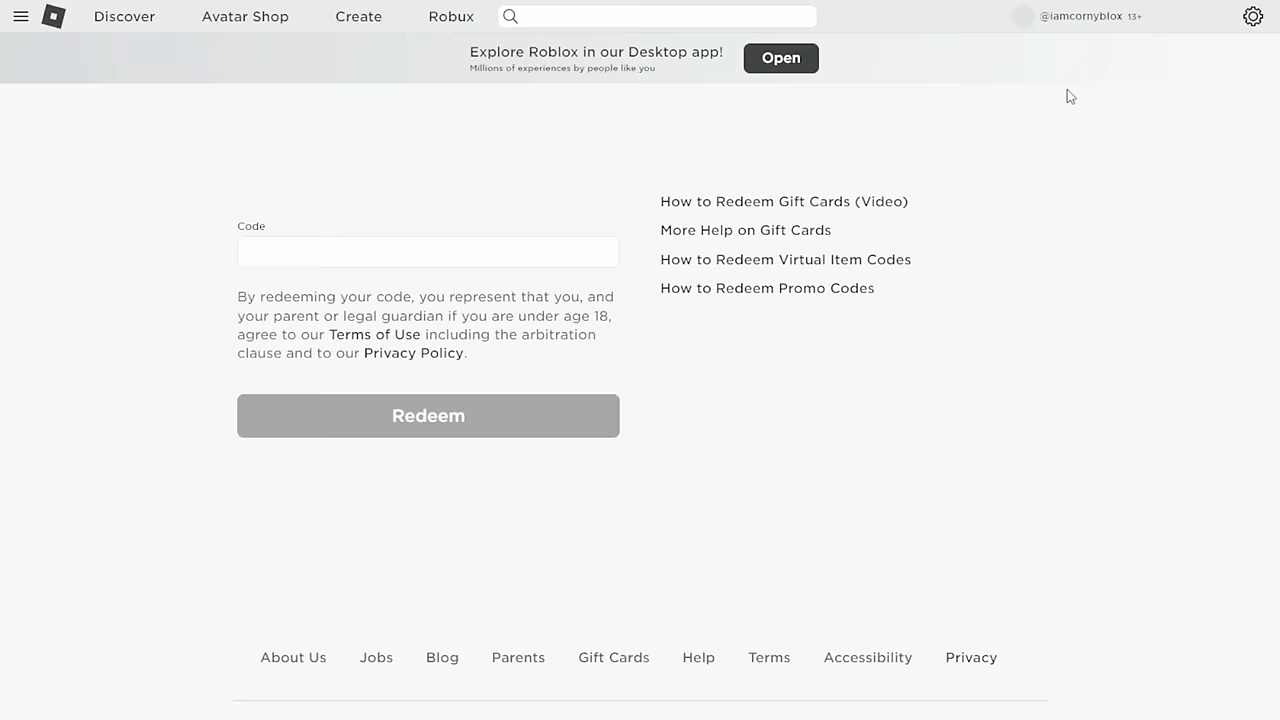 Discover Avatar Shop Create Robux @iamcornyblox 13+
Explore Roblox in our Desktop app!
Millions of experiences by people like you
Open
Code
By redeeming your code, you represent that you, and
your parent or legal guardian if you are under age 18,
agree to our Terms of Use including the arbitration
clause and to our Privacy Policy.
Redeem
How to Redeem Gift Cards (Video)
More Help on Gift Cards
How to Redeem Virtual Item Codes
How to Redeem Promo Codes
About Us Jobs Blog Parents Gift Cards Help Terms Accessibility Privacy